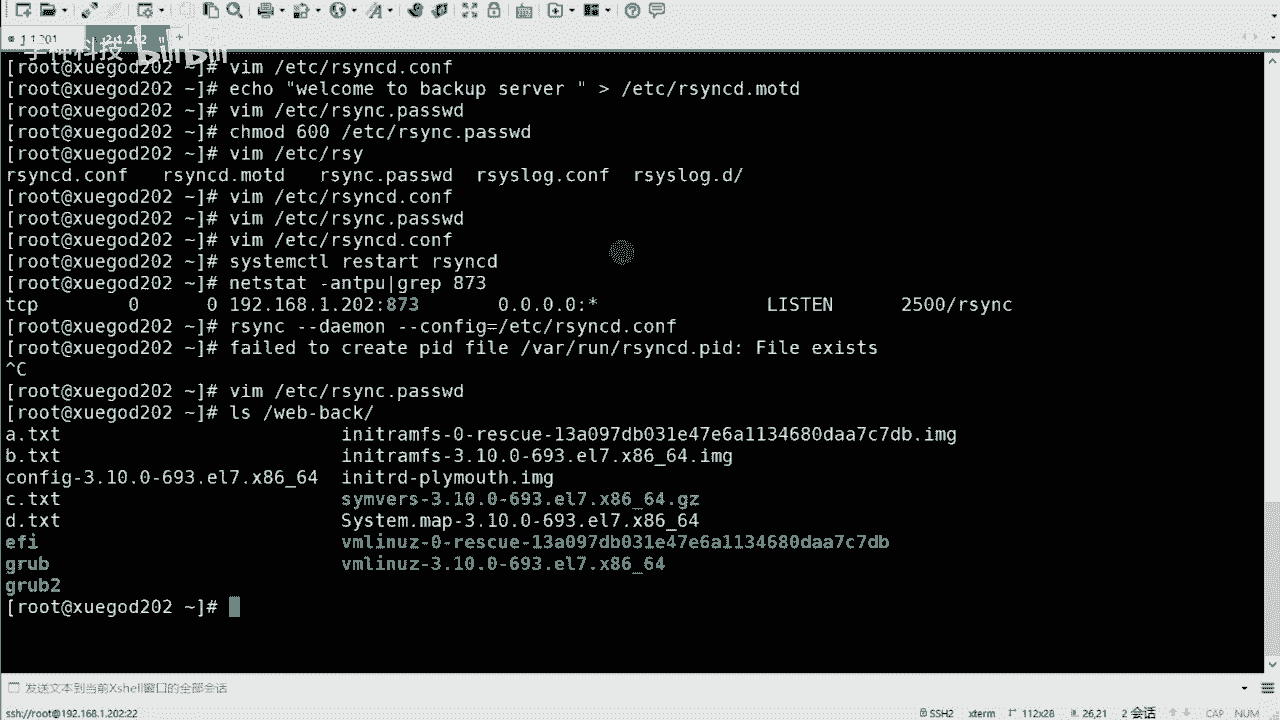 1.1.201
2.1.202
学神科技 bilibili
[root@xuegod202 ~]# vim /etc/rsyncd.conf
[root@xuegod202 ~]# echo "welcome to backup server " > /etc/rsyncd.motd
[root@xuegod202 ~]# vim /etc/rsync.passwd
[root@xuegod202 ~]# chmod 600 /etc/rsync.passwd
[root@xuegod202 ~]# vim /etc/rsy
rsyncd.conf   rsyncd.motd   rsync.passwd  rsyslog.conf  rsyslog.d/
[root@xuegod202 ~]# vim /etc/rsyncd.conf
[root@xuegod202 ~]# vim /etc/rsync.passwd
[root@xuegod202 ~]# vim /etc/rsyncd.conf
[root@xuegod202 ~]# systemctl restart rsyncd
[root@xuegod202 ~]# netstat -antpu|grep 873
tcp        0      0 192.168.1.202:873       0.0.0.0:*               LISTEN      2500/rsync
[root@xuegod202 ~]# rsync --daemon --config=/etc/rsyncd.conf
[root@xuegod202 ~]# failed to create pid file /var/run/rsyncd.pid: File exists
^C
[root@xuegod202 ~]# vim /etc/rsync.passwd
[root@xuegod202 ~]# ls /web-back/
a.txt                         initramfs-0-rescue-13a097db031e47e6a1134680daa7c7db.img
b.txt                         initramfs-3.10.0-693.el7.x86_64.img
config-3.10.0-693.el7.x86_64  initrd-plymouth.img
c.txt                         symvers-3.10.0-693.el7.x86_64.gz
d.txt                         System.map-3.10.0-693.el7.x86_64
efi                           vmlinuz-0-rescue-13a097db031e47e6a1134680daa7c7db
grub                          vmlinuz-3.10.0-693.el7.x86_64
grub2
[root@xuegod202 ~]#
发送文本到当前Xshell窗口的全部会话
ssh://root@192.168.1.202:22 SSH2 xterm 112x28 26,21 2 会话 CAP NUM